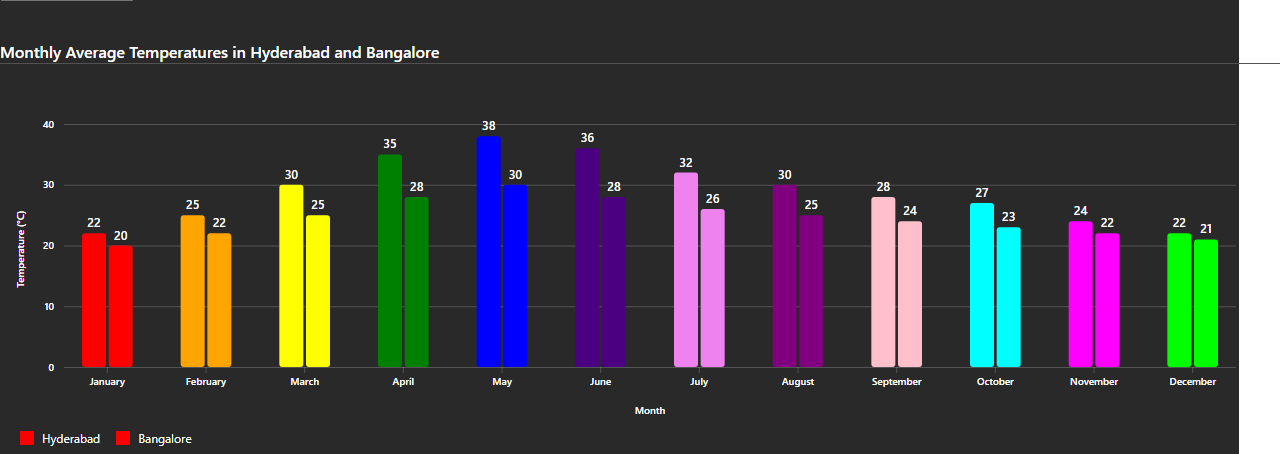 Monthly Average Temperatures in Hyderabad and Bangalore
40
30
20
10
0
Temperature (°C)
22 20 25 22 30 25 35 28 38 30 36 28 32 26 30 25 28 24 27 23 24 22 22 21
January February March April May June July August September October November December
Month
Hyderabad Bangalore